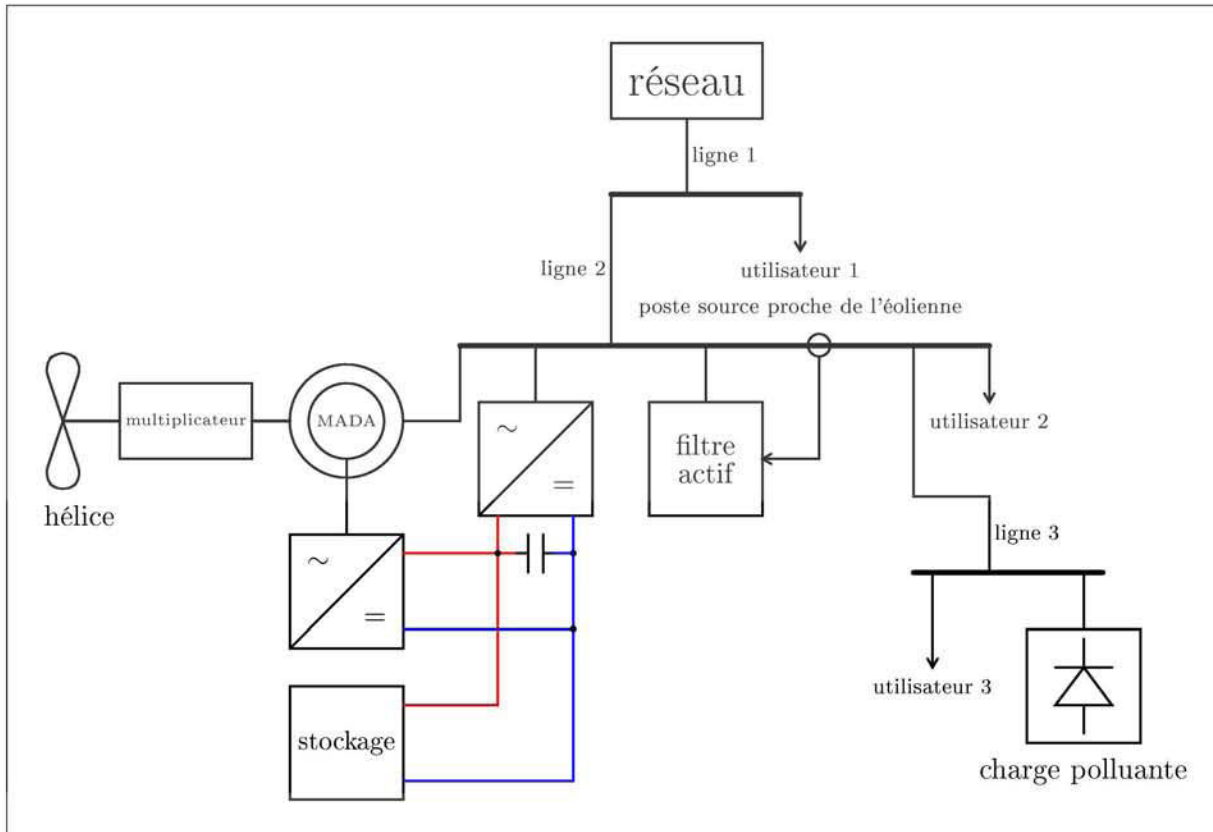 réseau
ligne 1
ligne 2
utilisateur 1
poste source proche de l'éolienne
multiplicateur
MADA
hélice
~
=
filtre
actif
utilisateur 2
~
=
ligne 3
stockage
utilisateur 3
charge polluante